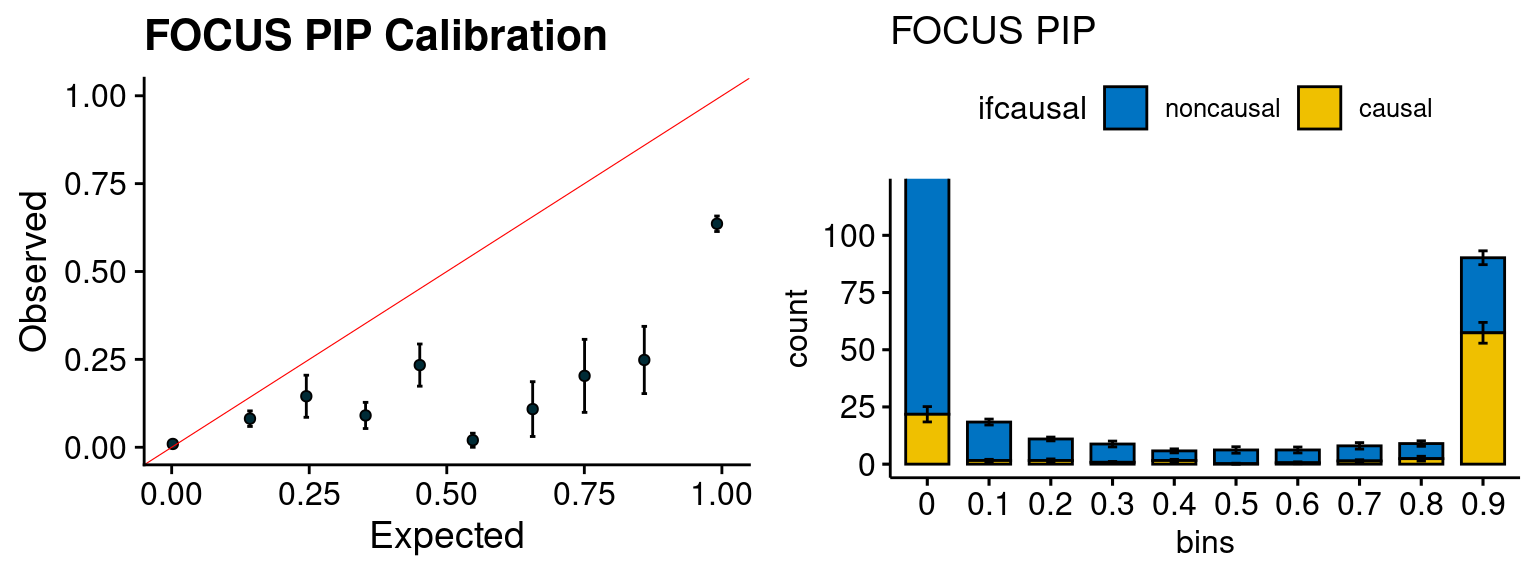 FOCUS PIP Calibration
1.00
0.75
0.50
0.25
0.00
Observed
0.00 0.25 0.50 0.75 1.00
Expected
FOCUS PIP
ifcausal noncausal causal
100
75
50
25
0
count
0 0.1 0.2 0.3 0.4 0.5 0.6 0.7 0.8 0.9
bins